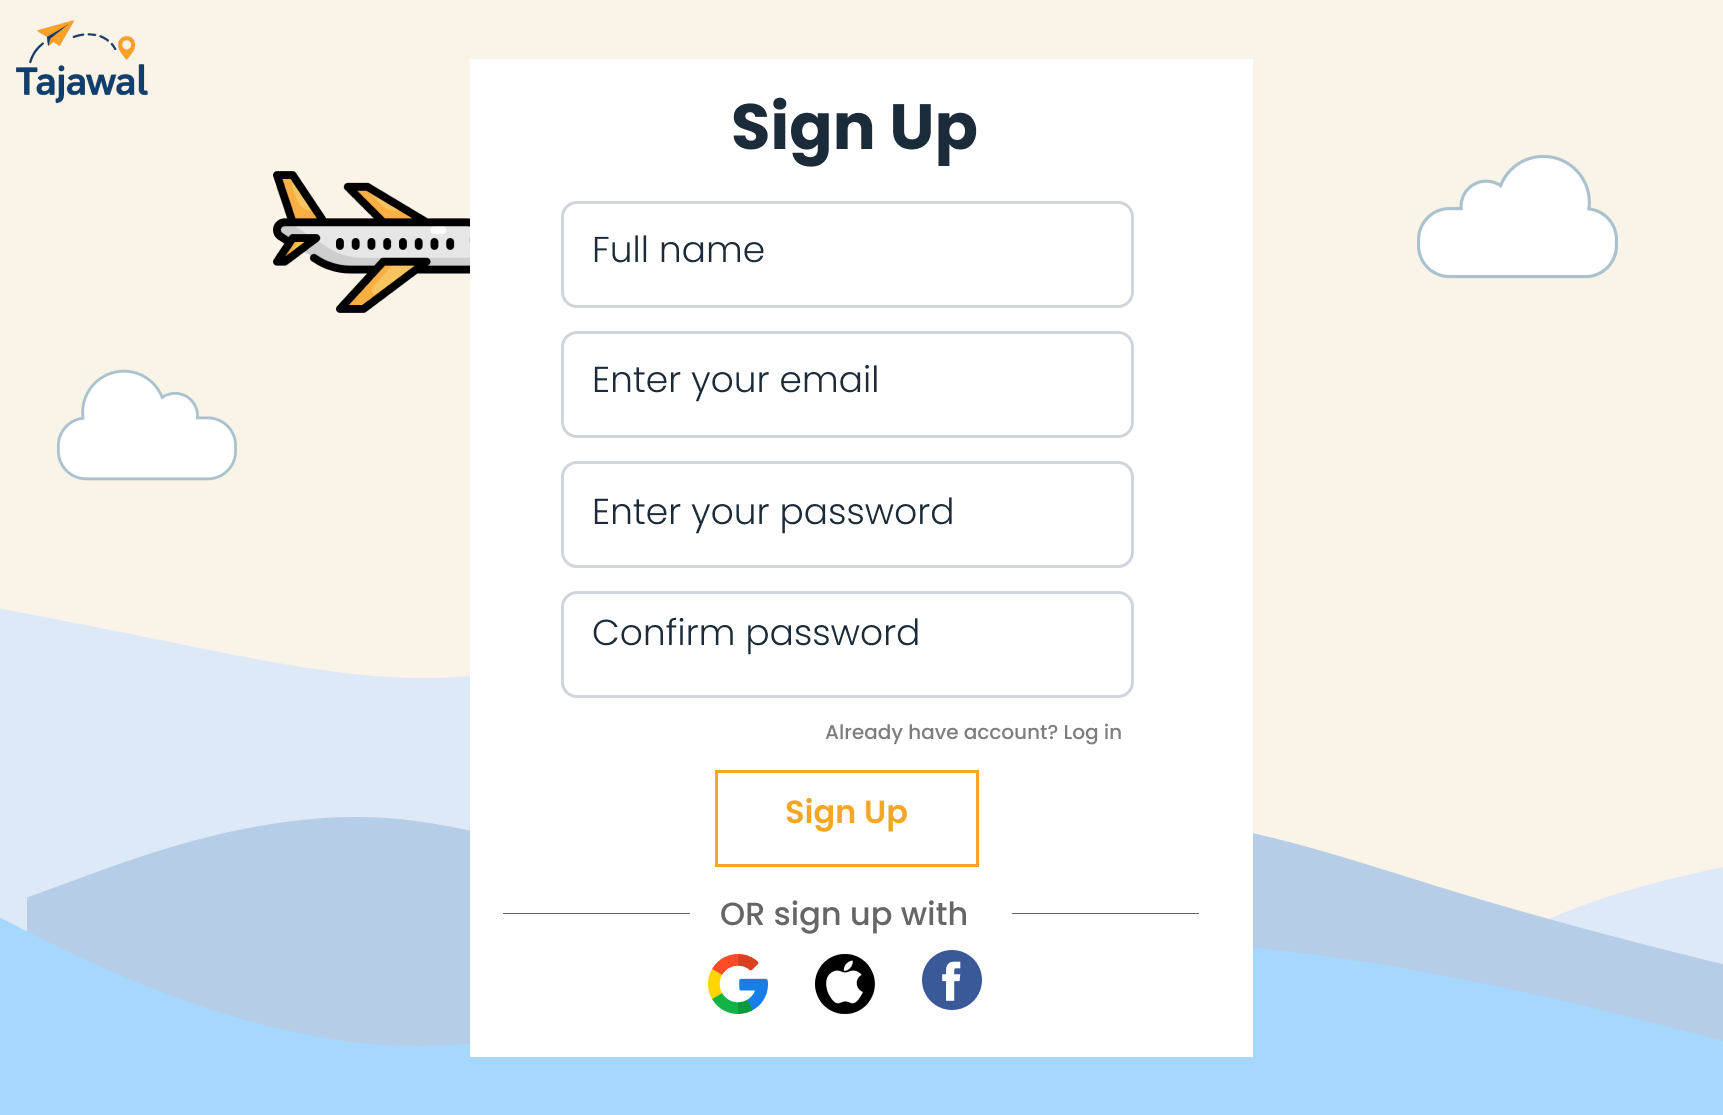 Tajawal
Sign Up
Full name
Enter your email
Enter your password
Confirm password
Already have account? Log in
Sign Up
OR sign up with